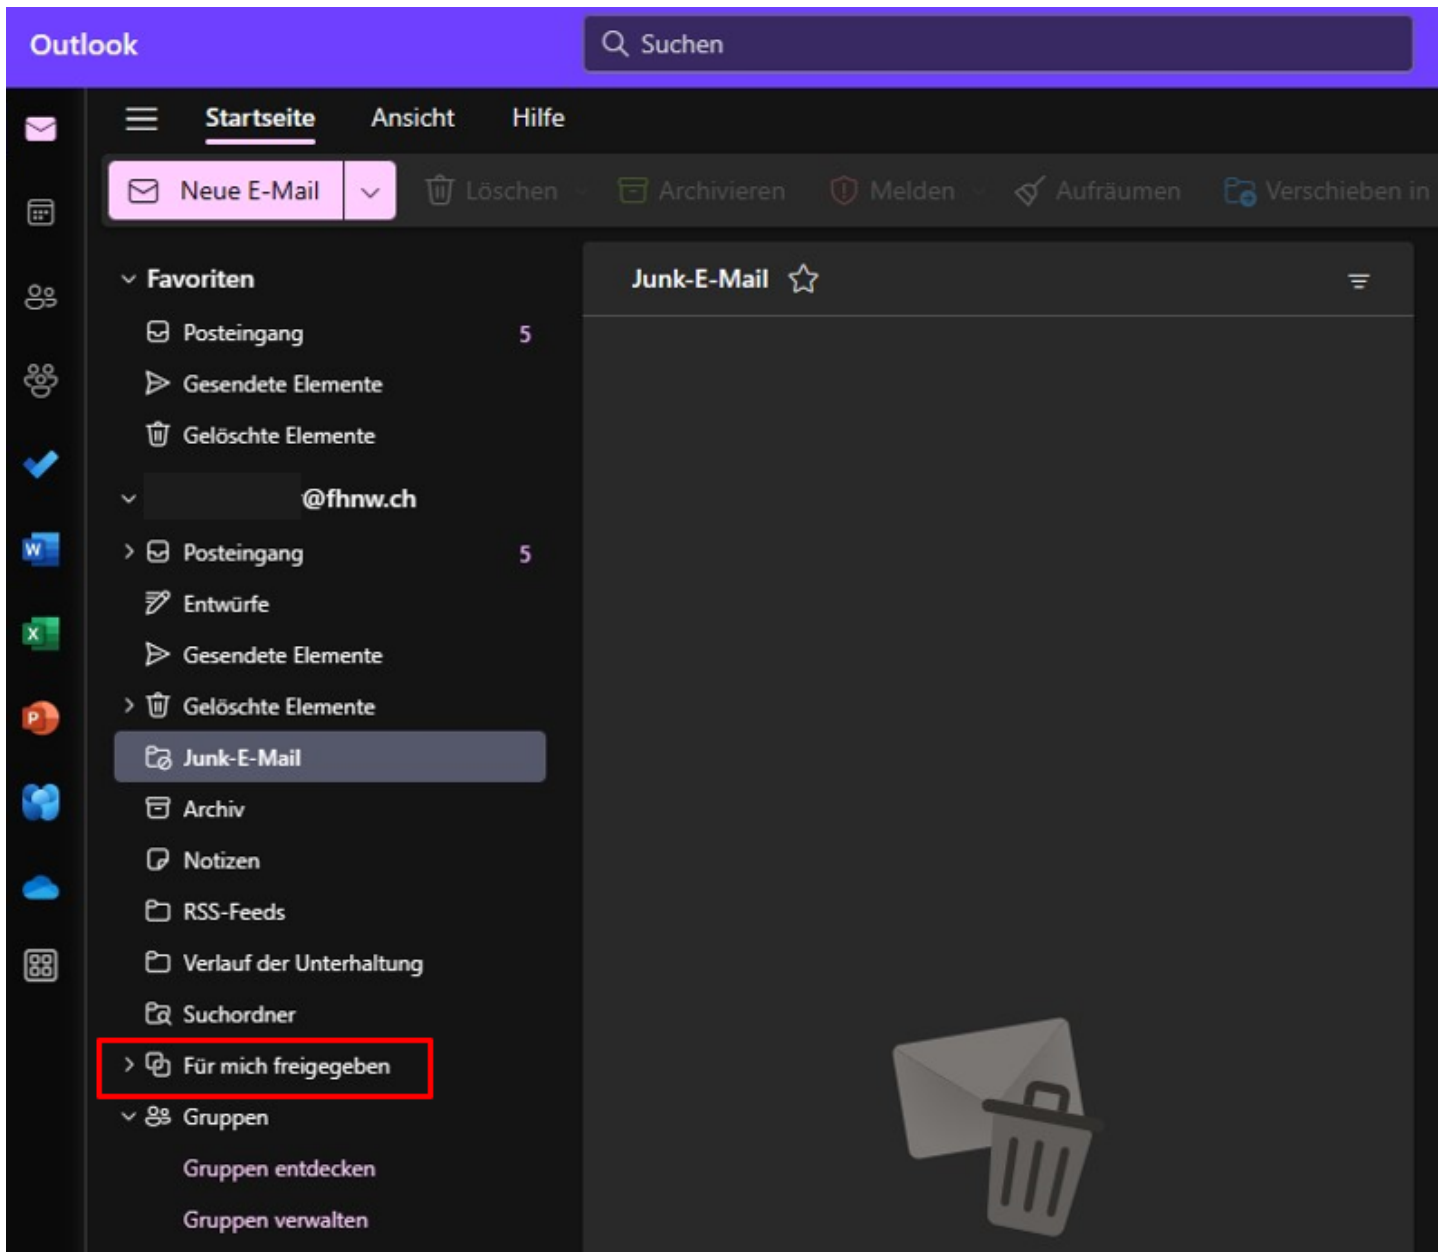 Outlook
Suchen
Startseite Ansicht Hilfe
Neue E-Mail Löschen Archivieren Melden Aufräumen Verschieben in
Favoriten
Junk-E-Mail
Posteingang 5
Gesendete Elemente
Gelöschte Elemente
@fhnw.ch
Posteingang 5
Entwürfe
Gesendete Elemente
Gelöschte Elemente
Junk-E-Mail
Archiv
Notizen
RSS-Feeds
Verlauf der Unterhaltung
Suchordner
Für mich freigegeben
Gruppen
Gruppen entdecken
Gruppen verwalten
W
X
P